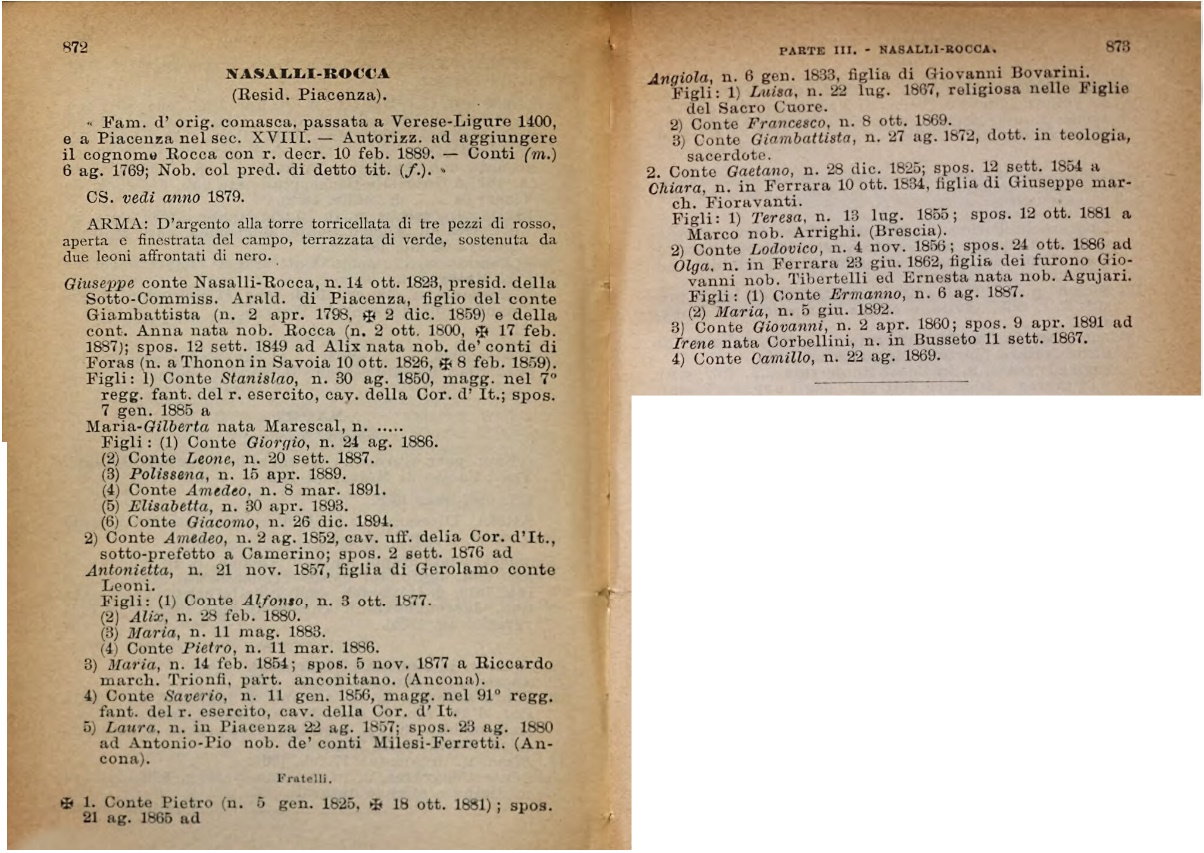 872
NASALLI-ROCCA
(Resid. Piacenza).
« Fam. d' orig. comasca, passata a Verese-Ligure 1400,
e a Piacenza nel sec. XVIII. — Autorizz. ad aggiungere
il cognome Rocca con r. decr. 10 feb. 1889. — Conti (m.)
6 ag. 1769; Nob. col pred. di detto tit. (f.). »
CS. vedi anno 1879.
ARMA: D'argento alla torre torricellata di tre pezzi di rosso,
aperta e finestrata del campo, terrazzata di verde, sostenuta da
due leoni affrontati di nero.
Giuseppe conte Nasalli-Rocca, n. 14 ott. 1823, presid. della
Sotto-Commiss. Arald. di Piacenza, figlio del conte
Giambattista (n. 2 apr. 1798, ✠ 2 dic. 1859) e della
cont. Anna nata nob. Rocca (n. 2 ott. 1800, ✠ 17 feb.
1887); spos. 12 sett. 1849 ad Alix nata nob. de' conti di
Foras (n. a Thonon in Savoia 10 ott. 1826, ✠ 8 feb. 1859).
Figli: 1) Conte Stanislao, n. 30 ag. 1850, magg. nel 7°
regg. fant. del r. esercito, cav. della Cor. d' It.; spos.
7 gen. 1885 a
Maria-Gilberta nata Marescal, n. .....
Figli : (1) Conte Giorgio, n. 24 ag. 1886.
(2) Conte Leone, n. 20 sett. 1887.
(3) Polissena, n. 15 apr. 1889.
(4) Conte Amedeo, n. 8 mar. 1891.
(5) Elisabetta, n. 30 apr. 1893.
(6) Conte Giacomo, n. 26 dic. 1894.
2) Conte Amedeo, n. 2 ag. 1852, cav. uff. delia Cor. d'It.,
sotto-prefetto a Camerino; spos. 2 sett. 1876 ad
Antonietta, n. 21 nov. 1857, figlia di Gerolamo conte
Leoni.
Figli: (1) Conte Alfonso, n. 3 ott. 1877.
(2) Alix, n. 28 feb. 1880.
(3) Maria, n. 11 mag. 1883.
(4) Conte Pietro, n. 11 mar. 1886.
3) Maria, n. 14 feb. 1854; spos. 5 nov. 1877 a Riccardo
march. Trionfi, part. anconitano. (Ancona).
4) Conte Saverio, n. 11 gen. 1856, magg. nel 91° regg.
fant. del r. esercito, cav. della Cor. d' It.
5) Laura, n. in Piacenza 22 ag. 1857; spos. 23 ag. 1880
ad Antonio-Pio nob. de' conti Milesi-Ferretti. (An-
cona).
Fratelli.
✠ 1. Conte Pietro (n. 5 gen. 1825, ✠ 18 ott. 1881) ; spos.
21 ag. 1865 ad
PARTE III. - NASALLI-ROCCA. 873
Angiola, n. 6 gen. 1833, figlia di Giovanni Bovarini.
Figli: 1) Luisa, n. 22 lug. 1867, religiosa nelle Figlie
del Sacro Cuore.
2) Conte Francesco, n. 8 ott. 1869.
3) Conte Giambattista, n. 27 ag. 1872, dott. in teologia,
sacerdote.
2. Conte Gaetano, n. 28 dic. 1825; spos. 12 sett. 1854 a
Chiara, n. in Ferrara 10 ott. 1834, figlia di Giuseppe mar-
ch. Fioravanti.
Figli: 1) Teresa, n. 13 lug. 1855 ; spos. 12 ott. 1881 a
Marco nob. Arrighi. (Brescia).
2) Conte Lodovico, n. 4 nov. 1856 ; spos. 24 ott. 1886 ad
Olga, n. in Ferrara 23 giu. 1862, figlia dei furono Gio-
vanni nob. Tibertelli ed Ernesta nata nob. Agujari.
Figli : (1) Conte Ermanno, n. 6 ag. 1887.
(2) Maria, n. 5 giu. 1892.
3) Conte Giovanni, n. 2 apr. 1860; spos. 9 apr. 1891 ad
Irene nata Corbellini, n. in Busseto 11 sett. 1867.
4) Conte Camillo, n. 22 ag. 1869.